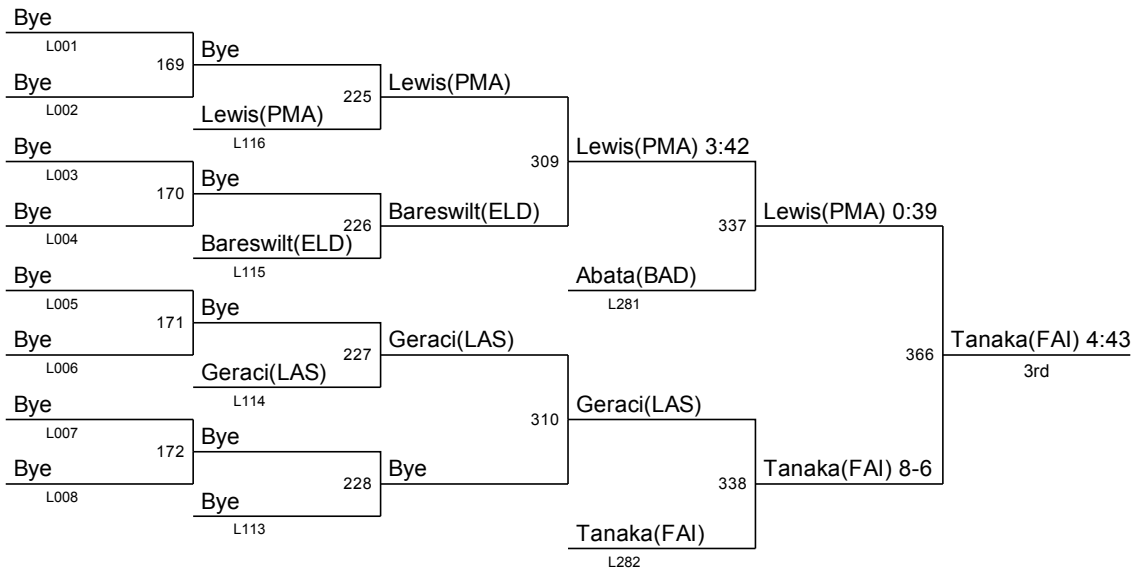 Bye
L001
169
Bye
Bye
L002
225
Lewis(PMA)
Lewis(PMA)
L116
Bye
L003
309
Lewis(PMA) 3:42
170
Bye
Bye
L004
226
Bareswilt(ELD)
337
Lewis(PMA) 0:39
Bareswilt(ELD)
L115
Abata(BAD)
L281
Bye
L005
171
Bye
Bye
L006
227
Geraci(LAS)
366
Tanaka(FAI) 4:43
3rd
Geraci(LAS)
L114
Bye
L007
310
Geraci(LAS)
172
Bye
Bye
L008
228
Bye
338
Tanaka(FAI) 8-6
Bye
L113
Tanaka(FAI)
L282